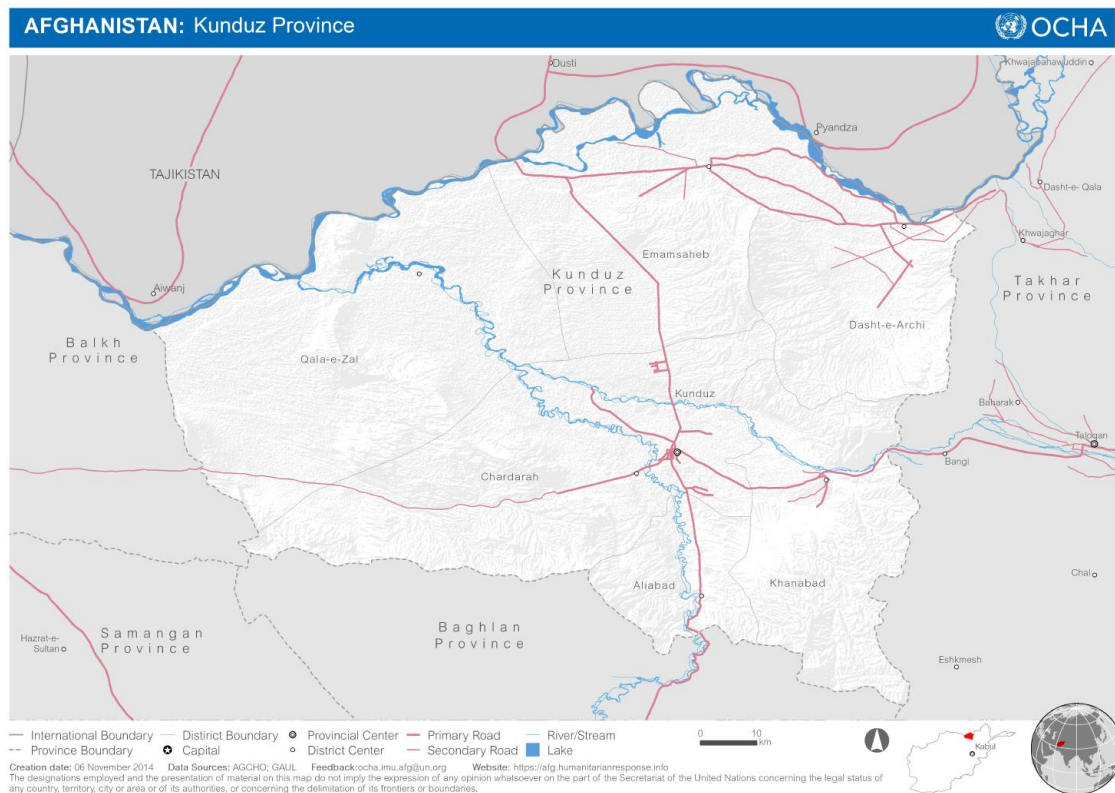 AFGHANISTAN: Kunduz Province
OCHA
Dusti
Khwajabahawuddin
Pyandza
TAJIKISTAN
Dasht-e- Qala
Khwajaghar
Emamsaheb
Kunduz
Province
Takhar
Province
Aiwanj
Dasht-e-Archi
Balkh
Province
Qala-e-Zal
Kunduz
Baharak
Taloqan
Bangi
Chardarah
Aliabad
Khanabad
Chal
Samangan
Province
Baghlan
Province
Hazrat-e-
Sultan
Eshkmesh
International Boundary
District Boundary
Provincial Center
Primary Road
River/Stream
0 10
km
Province Boundary
Capital
District Center
Secondary Road
Lake
Kabul
Creation date: 06 November 2014 Data Sources: AGCHO; GAUL Feedback:ocha.imu.afg@un.org Website: https://afg.humanitarianresponse.info
The designations employed and the presentation of material on this map do not imply the expression of any opinion whatsoever on the part of the Secretariat of the United Nations concerning the legal status of
any country, territory, city or area or of its authorities, or concerning the delimitation of its frontiers or boundaries.